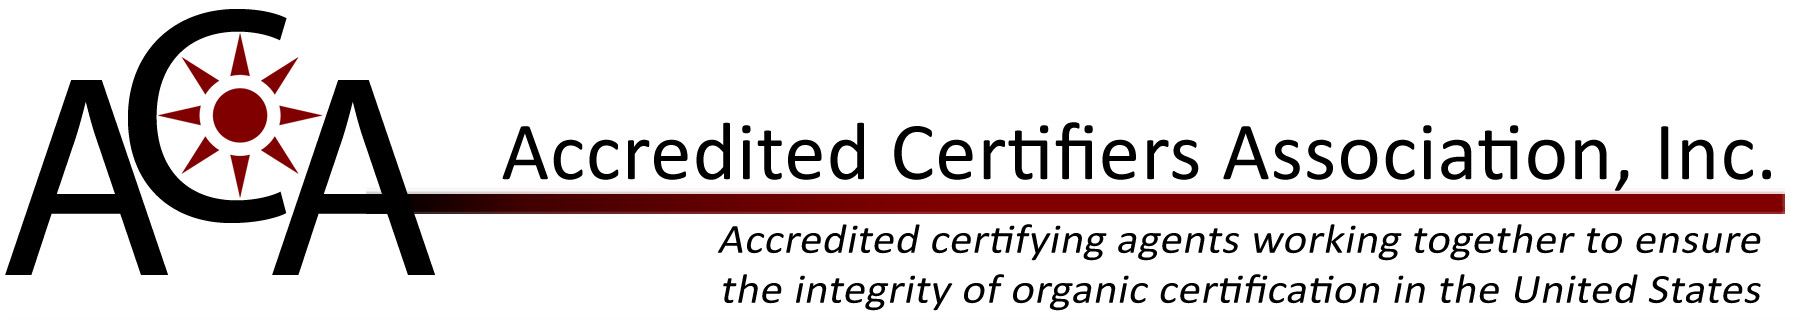 ACA
Accredited Certifiers Association, Inc.
Accredited certifying agents working together to ensure
the integrity of organic certification in the United States